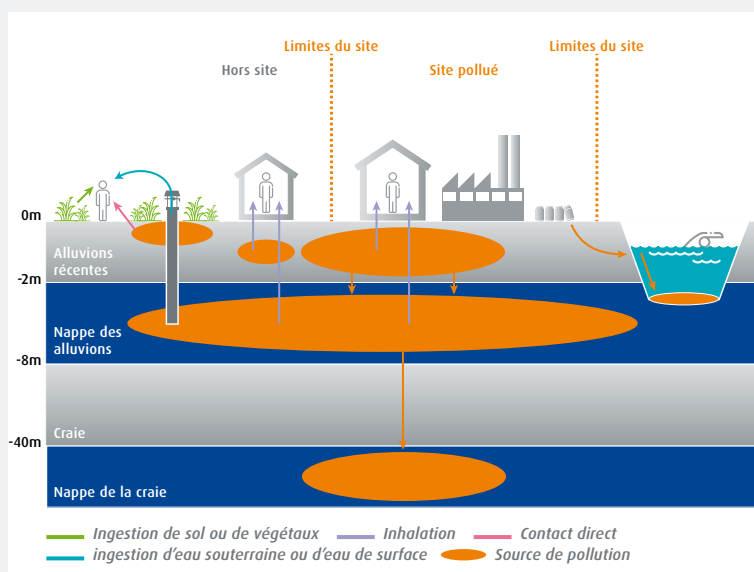 Limites du site
Limites du site
Hors site
Site pollué
0m
Alluvions
récentes
-2m
Nappe des
alluvions
-8m
Craie
-40m
Nappe de la craie
Ingestion de sol ou de végétaux
Inhalation
Contact direct
ingestion d'eau souterraine ou d'eau de surface
Source de pollution